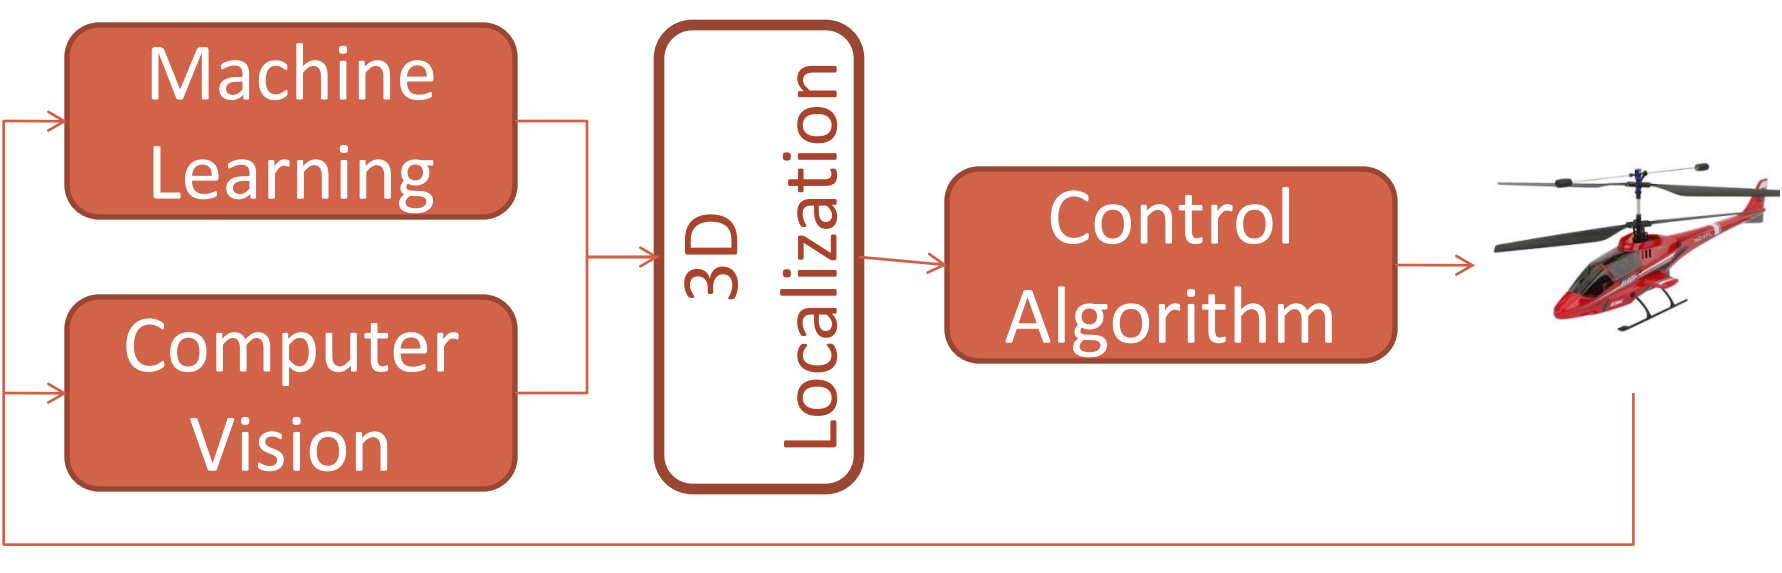 Machine
Learning
Computer
Vision
3D
Localization
Control
Algorithm